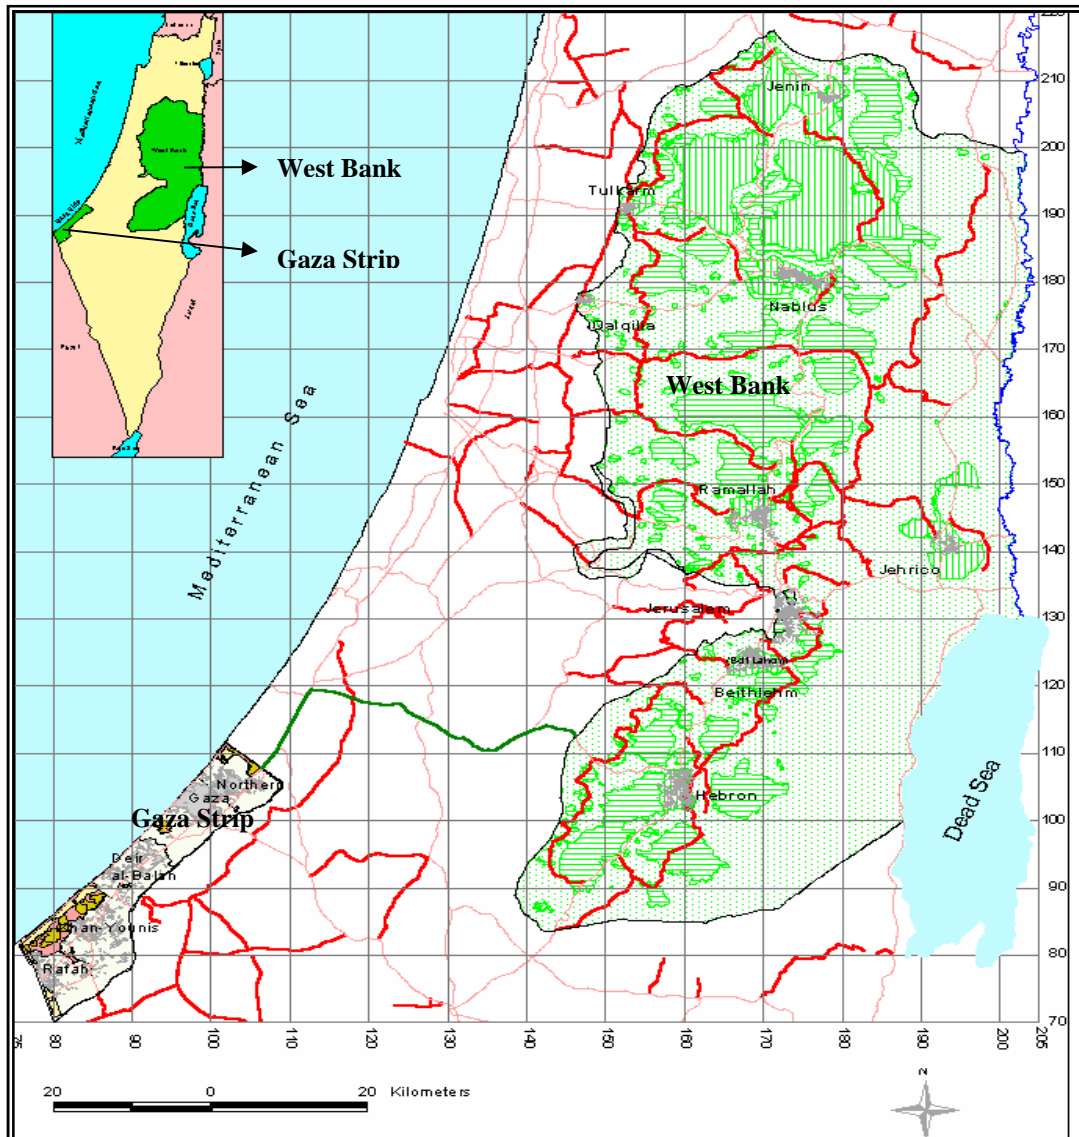 West Bank
West Bank
Gaza Strip
Mediterranean Sea
220
210
200
190
180
170
160
150
140
130
120
110
100
90
80
70
Jenin
Tulkarm
Nablus
Qalqilia
West Bank
Ramallah
Jehrico
Jerusalem
Beithlehm
Hebron
Dead Sea
Northern
Gaza
Gaza Strip
Deir
al-Balah
Khan-Younis
Rafah
80
90
100
110
120
130
140
150
160
170
180
190
200
205
20 0 20 Kilometers
N